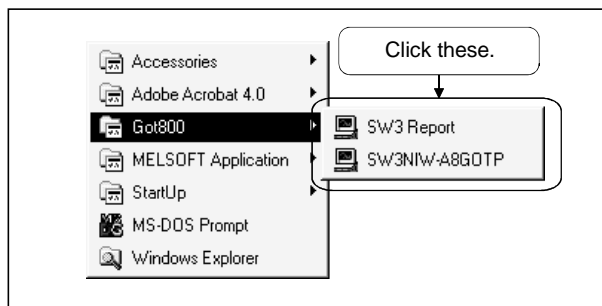 Click these.
Accessories
Adobe Acrobat 4.0
Got800
MELSOFT Application
StartUp
MS-DOS Prompt
Windows Explorer
SW3 Report
SW3NIW-A8GOTP